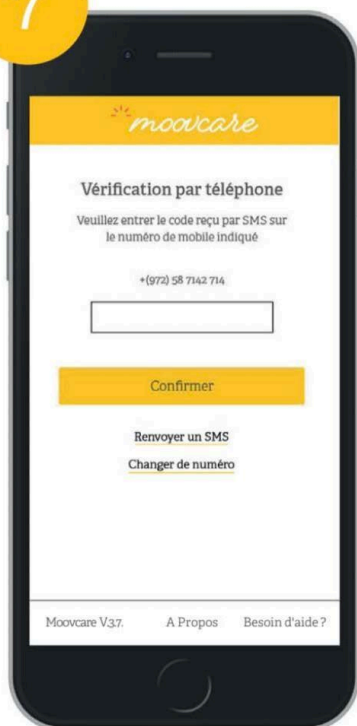 7
moovcare
Vérification par téléphone
Veuillez entrer le code reçu par SMS sur
le numéro de mobile indiqué
+(972) 58 7142 714
Confirmer
Renvoyer un SMS
Changer de numéro
Moovcare V.3.7. A Propos Besoin d'aide ?